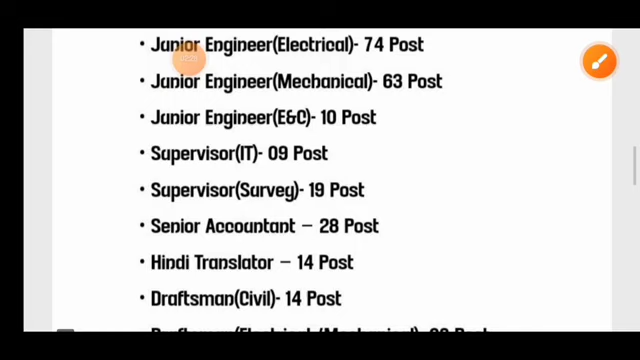 • Junior Engineer(Electrical)- 74 Post
• Junior Engineer(Mechanical)- 63 Post
• Junior Engineer(E&C)- 10 Post
• Supervisor(IT)- 09 Post
• Supervisor(Survey)- 19 Post
• Senior Accountant – 28 Post
• Hindi Translator – 14 Post
• Draftsman(Civil)- 14 Post